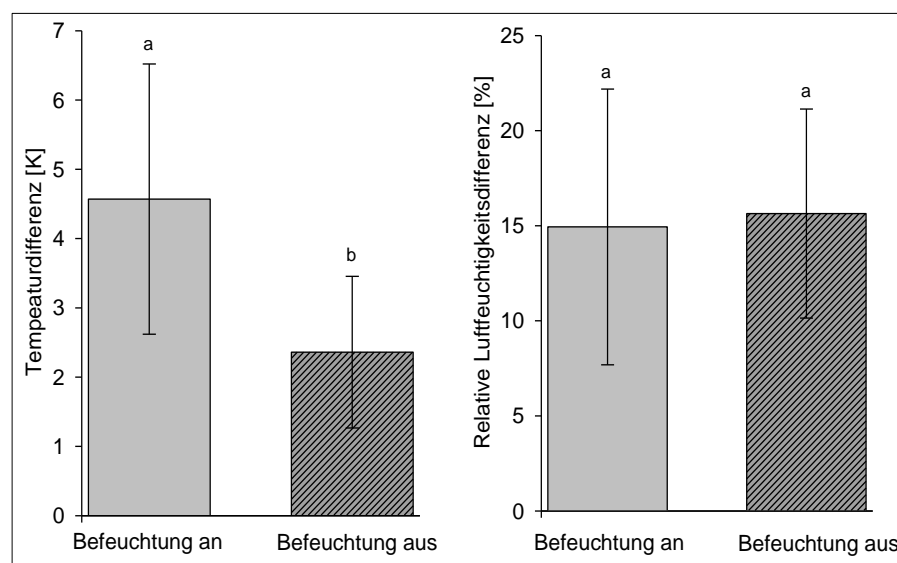 Tempeaturdifferenz [K]
7
6
5
4
3
2
1
0
a
b
Befeuchtung an
Befeuchtung aus
Relative Luftfeuchtigkeitsdifferenz [%]
25
20
15
10
5
0
a
a
Befeuchtung an
Befeuchtung aus